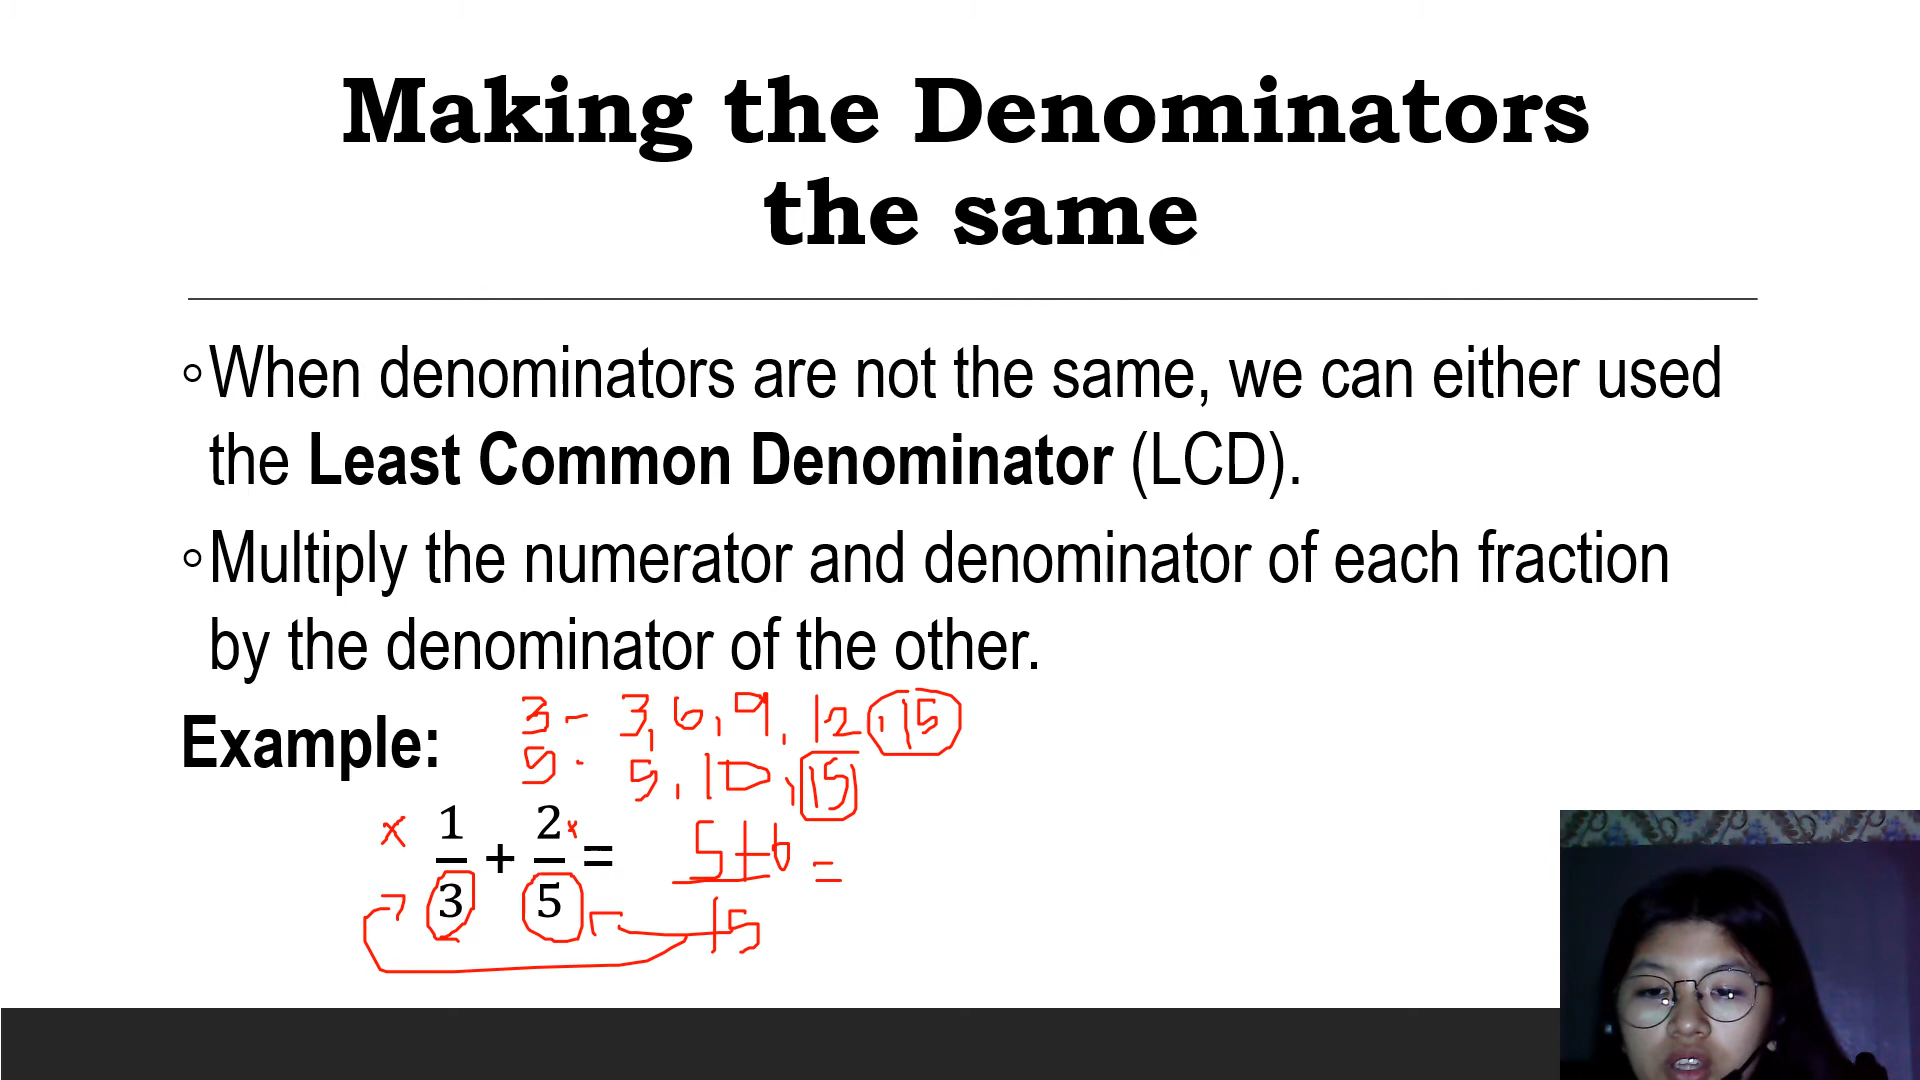 Making the Denominators
the same
◦When denominators are not the same, we can either used
the Least Common Denominator (LCD).
◦Multiply the numerator and denominator of each fraction
by the denominator of the other.
3 - 3, 6, 9, 12, 15
Example:
5 - 5, 10, 15
x 1/3 + 2/5 x = 5+6/15 =